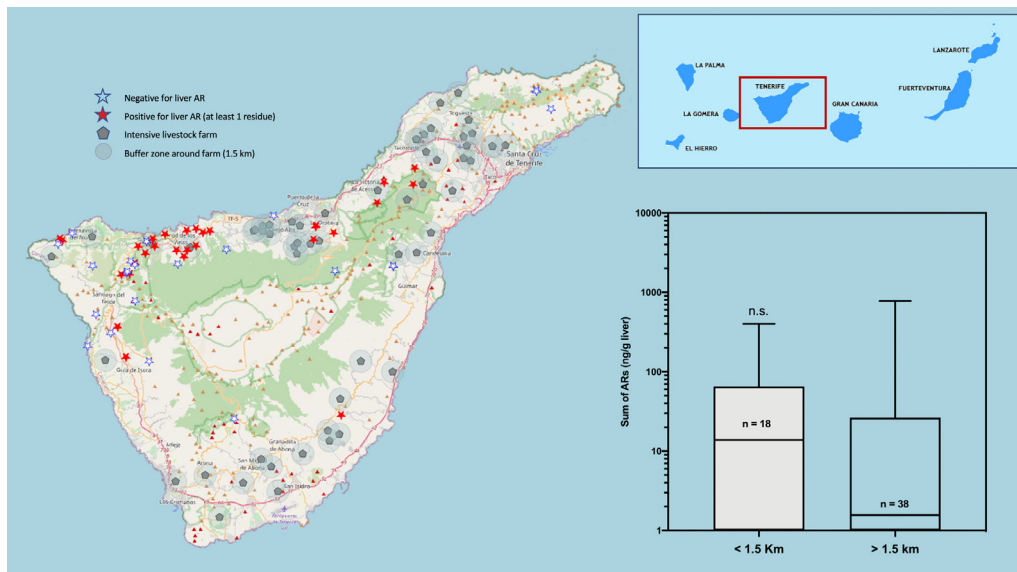 Negative for liver AR
Positive for liver AR (at least 1 residue)
Intensive livestock farm
Buffer zone around farm (1.5 km)
LANZAROTE
LA PALMA
TENERIFE
FUERTEVENTURA
GRAN CANARIA
LA GOMERA
EL HIERRO
Santa Cruz
de Tenerife
Puerto de la
Cruz
TF-5
Candelaria
Güímar
Santiago del
Teide
Guía de Isora
Adeje
Arona
Granadilla
de Abona
San Isidro
Los Cristianos
Sum of ARs (ng/g liver)
10000
1000
100
10
1
n.s.
n = 18
n = 38
< 1.5 Km
> 1.5 km